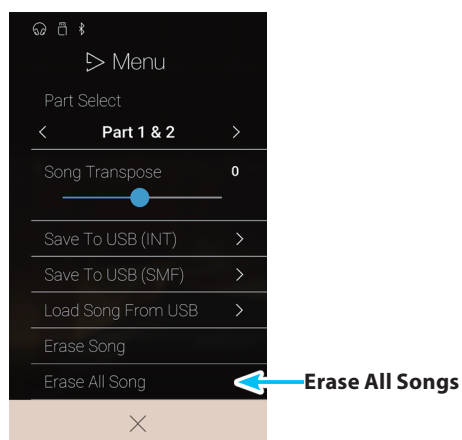 Menu
Part Select
Part 1 & 2
Song Transpose 0
Save To USB (INT)
Save To USB (SMF)
Load Song From USB
Erase Song
Erase All Song
Erase All Songs